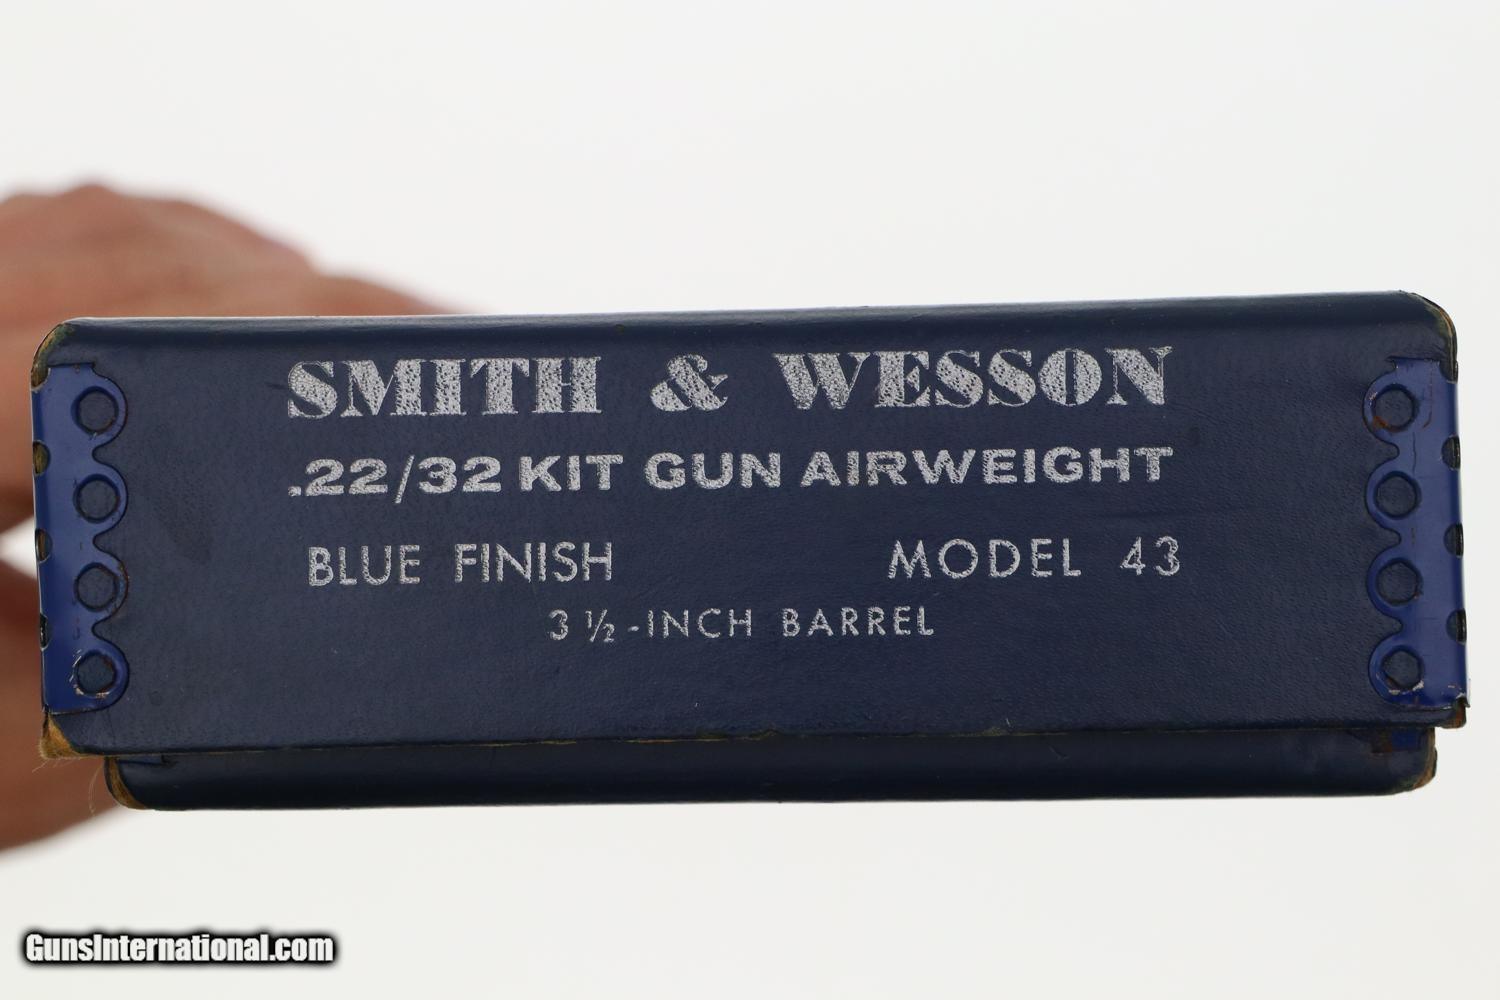 SMITH & WESSON
.22/32 KIT GUN AIRWEIGHT
BLUE FINISH MODEL 43
3 ½-INCH BARREL
GunsInternational.com